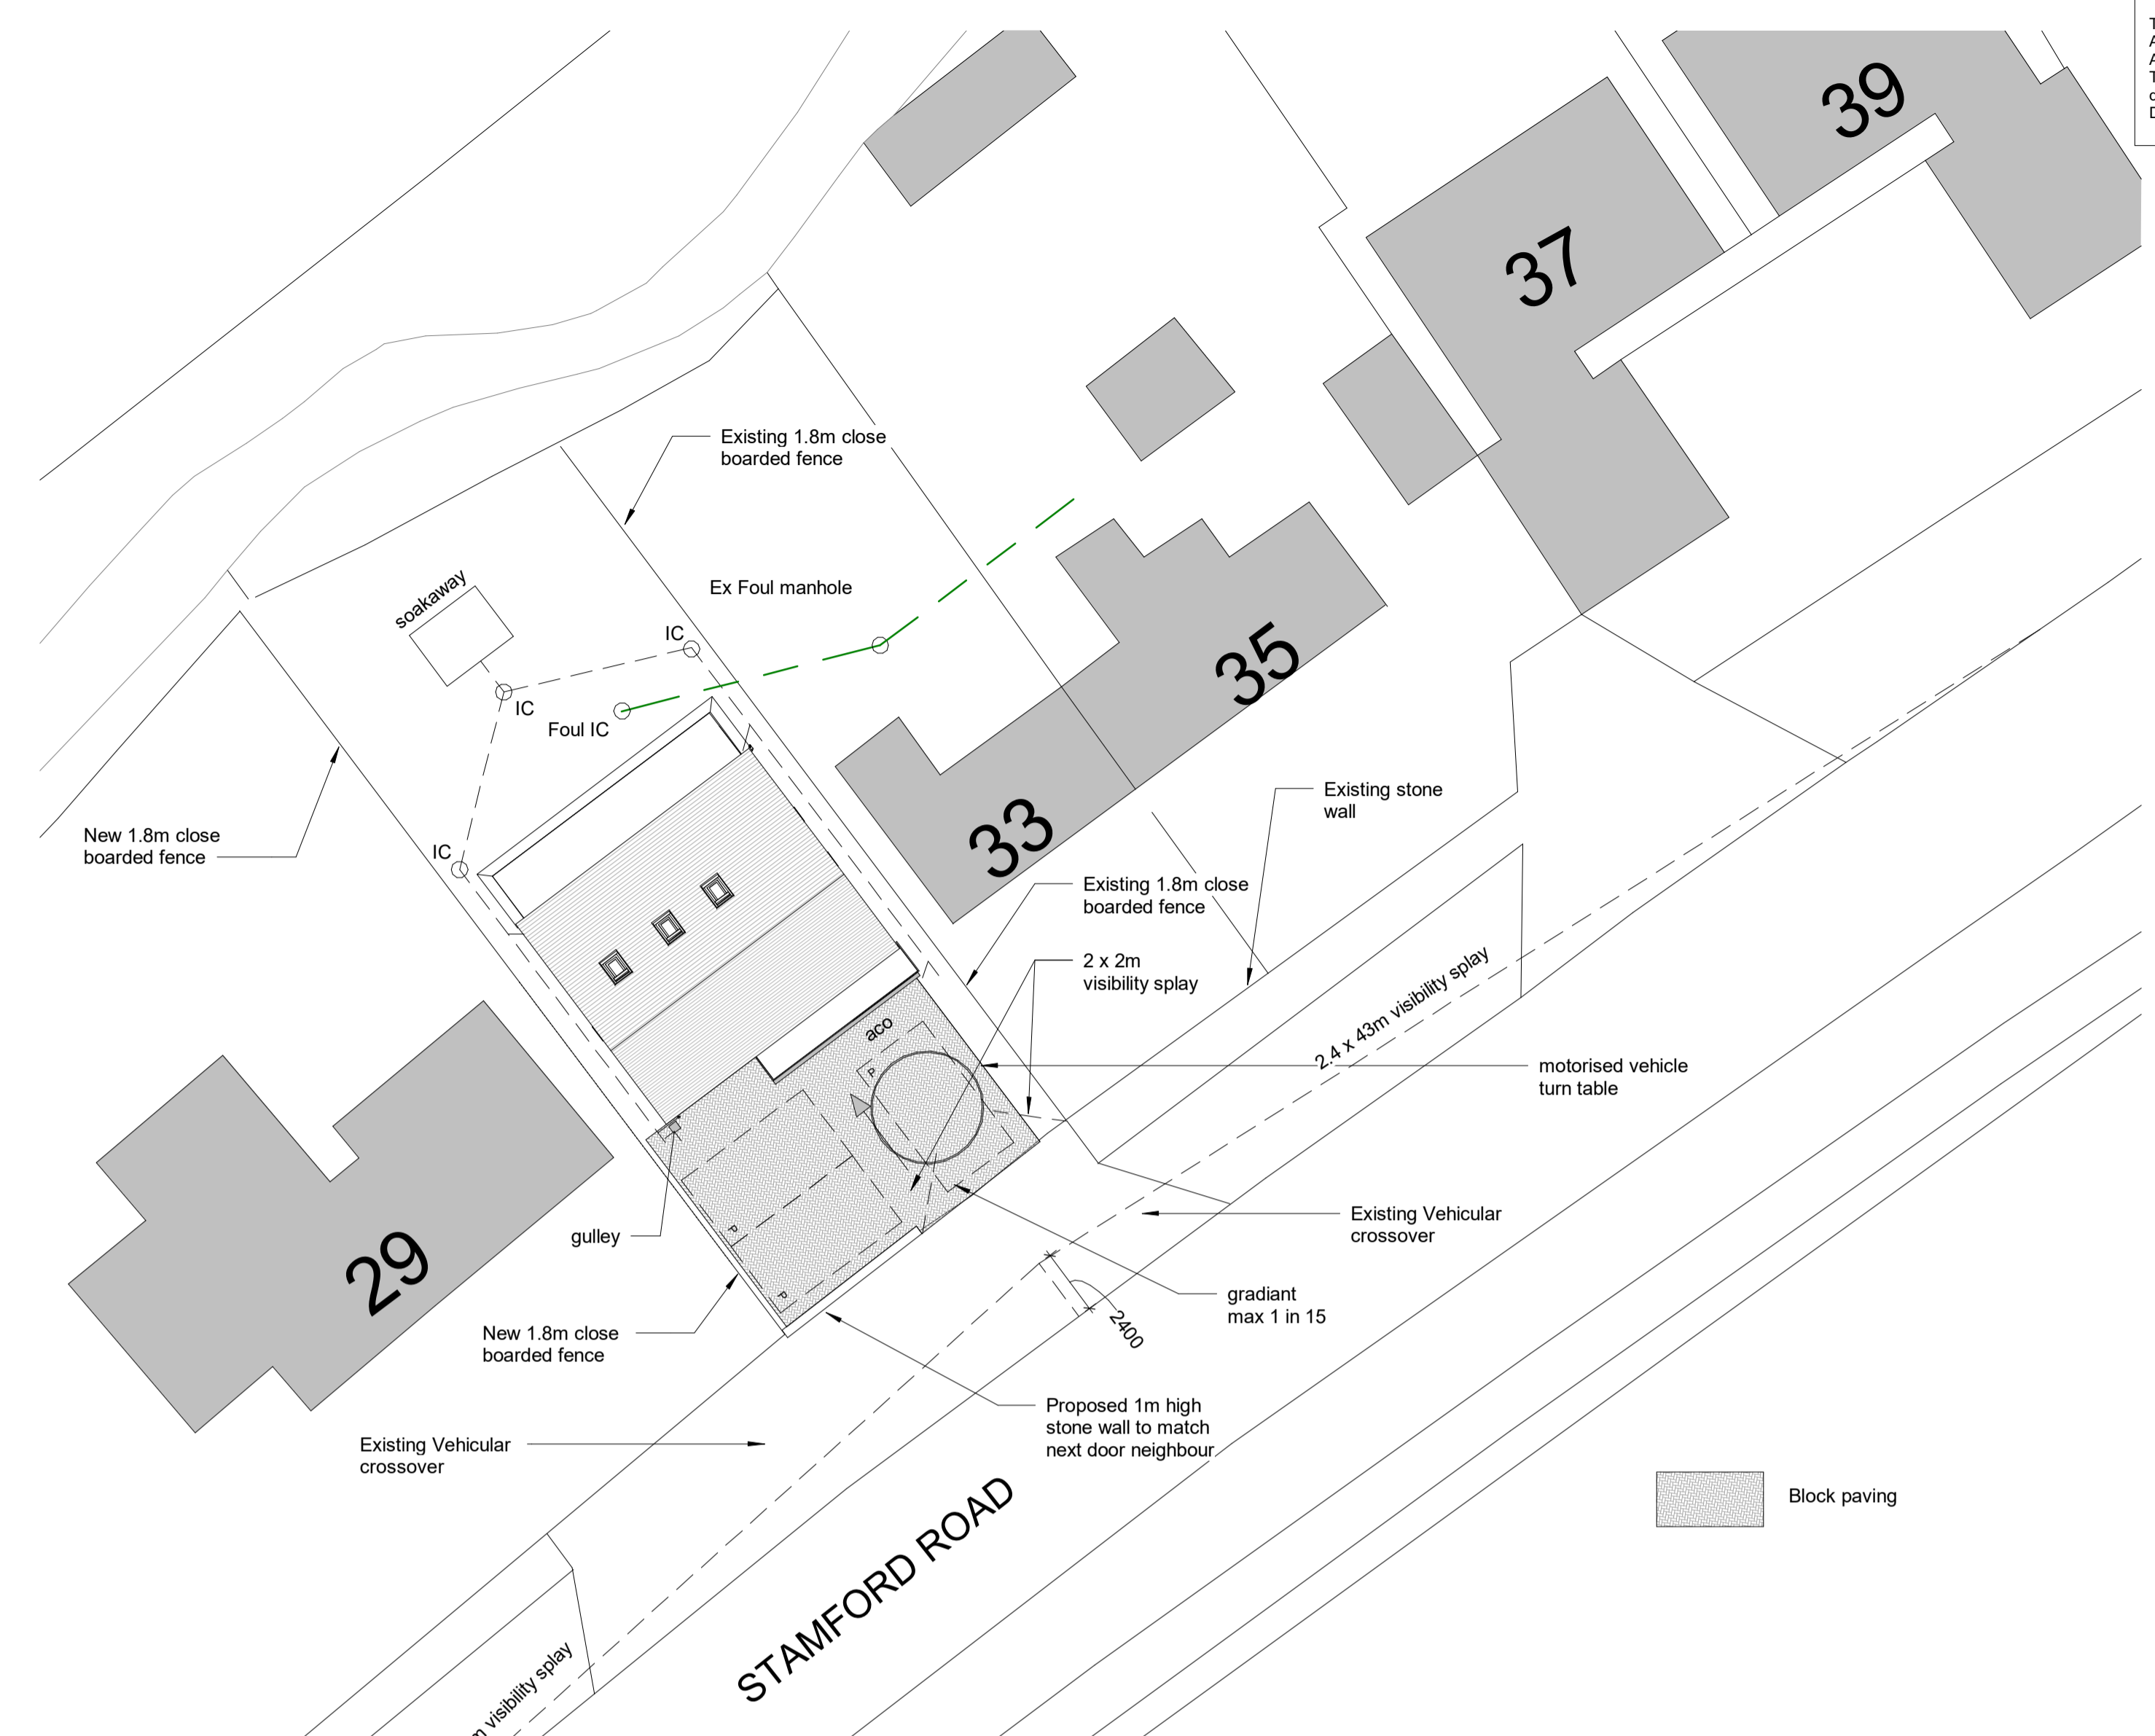 T
A
A
T
D
39
37
Existing 1.8m close
boarded fence
Ex Foul manhole
soakaway
IC
IC
Foul IC
35
Existing stone
wall
New 1.8m close
boarded fence
IC
33
Existing 1.8m close
boarded fence
2 x 2m
visibility splay
2.4 x 43m visibility splay
aco
P
motorised vehicle
turn table
29
gulley
P
P
Existing Vehicular
crossover
gradiant
max 1 in 15
2400
New 1.8m close
boarded fence
Proposed 1m high
stone wall to match
next door neighbour
Existing Vehicular
crossover
STAMFORD ROAD
Block paving
visibility splay